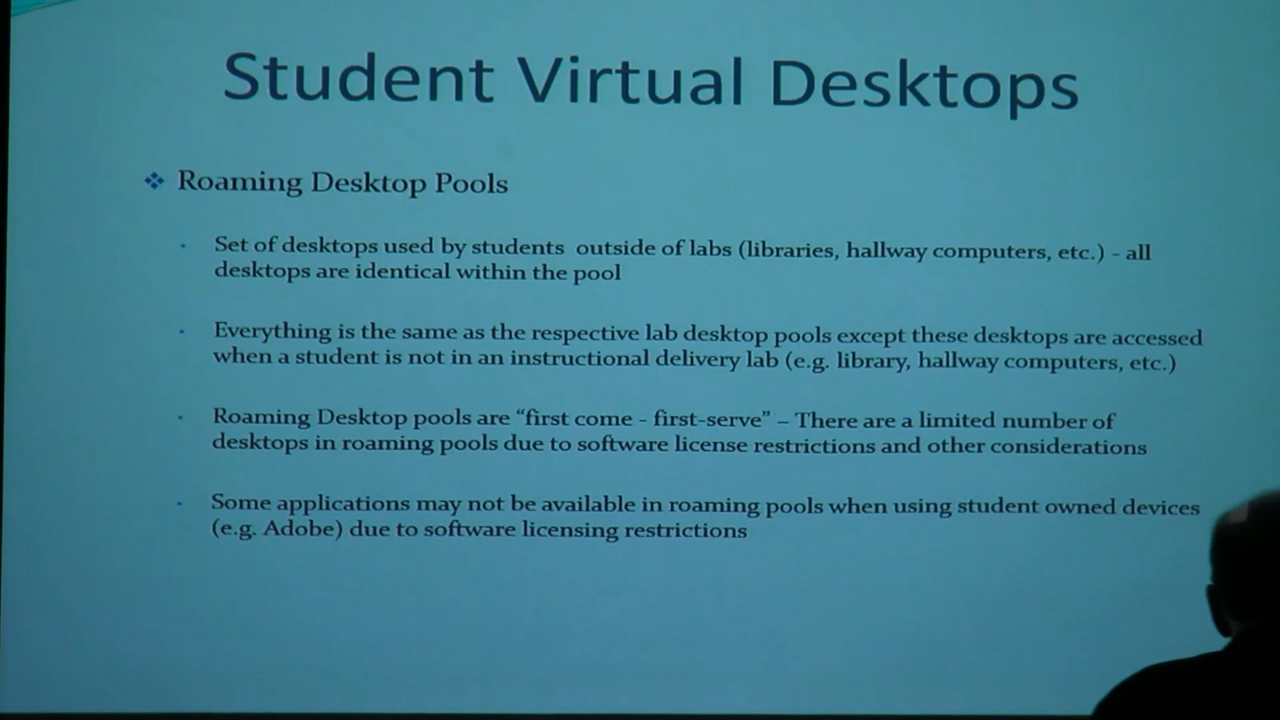 Student Virtual Desktops
❖ Roaming Desktop Pools
· Set of desktops used by students outside of labs (libraries, hallway computers, etc.) - all
desktops are identical within the pool
· Everything is the same as the respective lab desktop pools except these desktops are accessed
when a student is not in an instructional delivery lab (e.g. library, hallway computers, etc.)
· Roaming Desktop pools are “first come - first-serve” – There are a limited number of
desktops in roaming pools due to software license restrictions and other considerations
· Some applications may not be available in roaming pools when using student owned devices
(e.g. Adobe) due to software licensing restrictions